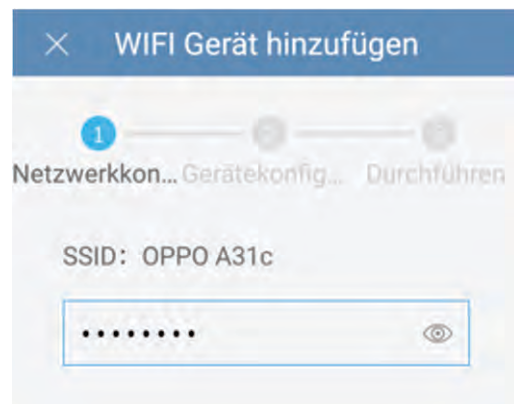 × WIFI Gerät hinzufügen
1
Netzwerkkon... Gerätekonfig... Durchführen
SSID: OPPO A31c
••••••••